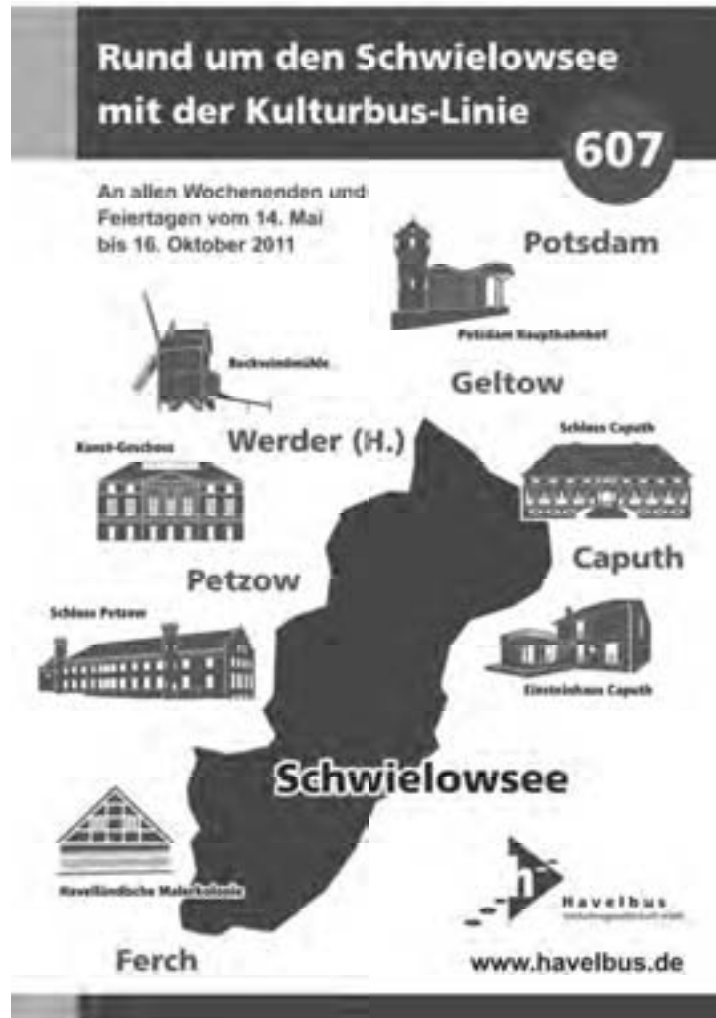 Rund um den Schwielowsee
mit der Kulturbus-Linie
607
An allen Wochenenden und
Feiertagen vom 14. Mai
bis 16. Oktober 2011
Potsdam
Potsdam Hauptbahnhof
Bockwindmühle
Geltow
Werder (H.)
Schloss Caputh
Kunst-Geschoss
Caputh
Petzow
Schloss Petzow
Einsteinhaus Caputh
Schwielowsee
Havelländische Malerkolonie
h
Havelbus
Ferch
www.havelbus.de